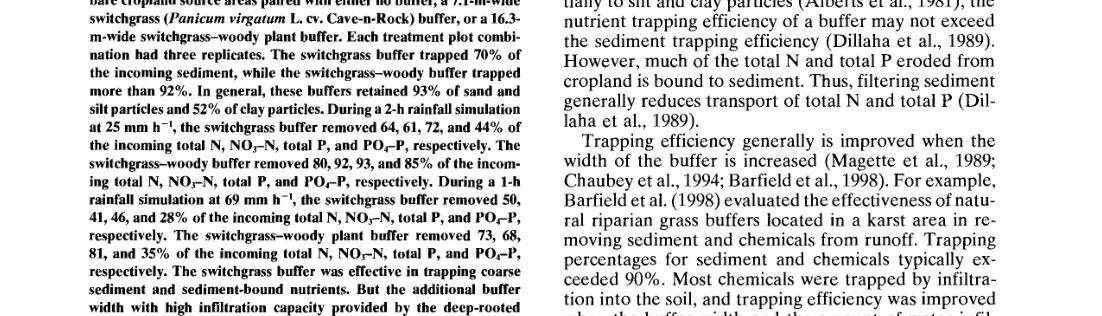 bare cropland source areas paired with either no buffer, a 7.1-m-wide
switchgrass (Panicum virgatum L. cv. Cave-n-Rock) buffer, or a 16.3-
m-wide switchgrass–woody plant buffer. Each treatment plot combi-
nation had three replicates. The switchgrass buffer trapped 70% of
the incoming sediment, while the switchgrass–woody buffer trapped
more than 92%. In general, these buffers retained 93% of sand and
silt particles and 52% of clay particles. During a 2-h rainfall simulation
at 25 mm h⁻¹, the switchgrass buffer removed 64, 61, 72, and 44% of
the incoming total N, NO₃–N, total P, and PO₄–P, respectively. The
switchgrass–woody buffer removed 80, 92, 93, and 85% of the incom-
ing total N, NO₃–N, total P, and PO₄–P, respectively. During a 1-h
rainfall simulation at 69 mm h⁻¹, the switchgrass buffer removed 50,
41, 46, and 28% of the incoming total N, NO₃–N, total P, and PO₄–P,
respectively. The switchgrass–woody plant buffer removed 73, 68,
81, and 35% of the incoming total N, NO₃–N, total P, and PO₄–P,
respectively. The switchgrass buffer was effective in trapping coarse
sediment and sediment-bound nutrients. But the additional buffer
width with high infiltration capacity provided by the deep-rooted
tially to silt and clay particles (Alberts et al., 1981), the
nutrient trapping efficiency of a buffer may not exceed
the sediment trapping efficiency (Dillaha et al., 1989).
However, much of the total N and total P eroded from
cropland is bound to sediment. Thus, filtering sediment
generally reduces transport of total N and total P (Dil-
laha et al., 1989).
Trapping efficiency generally is improved when the
width of the buffer is increased (Magette et al., 1989;
Chaubey et al., 1994; Barfield et al., 1998). For example,
Barfield et al. (1998) evaluated the effectiveness of natu-
ral riparian grass buffers located in a karst area in re-
moving sediment and chemicals from runoff. Trapping
percentages for sediment and chemicals typically ex-
ceeded 90%. Most chemicals were trapped by infiltra-
tion into the soil, and trapping efficiency was improved